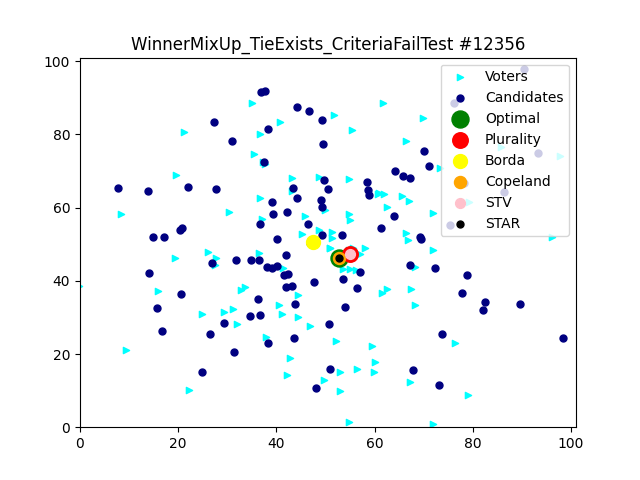 WinnerMixUp_TieExists_CriteriaFailTest #12356
100
80
60
40
20
0
0
20
40
60
80
100
Voters
Candidates
Optimal
Plurality
Borda
Copeland
STV
STAR